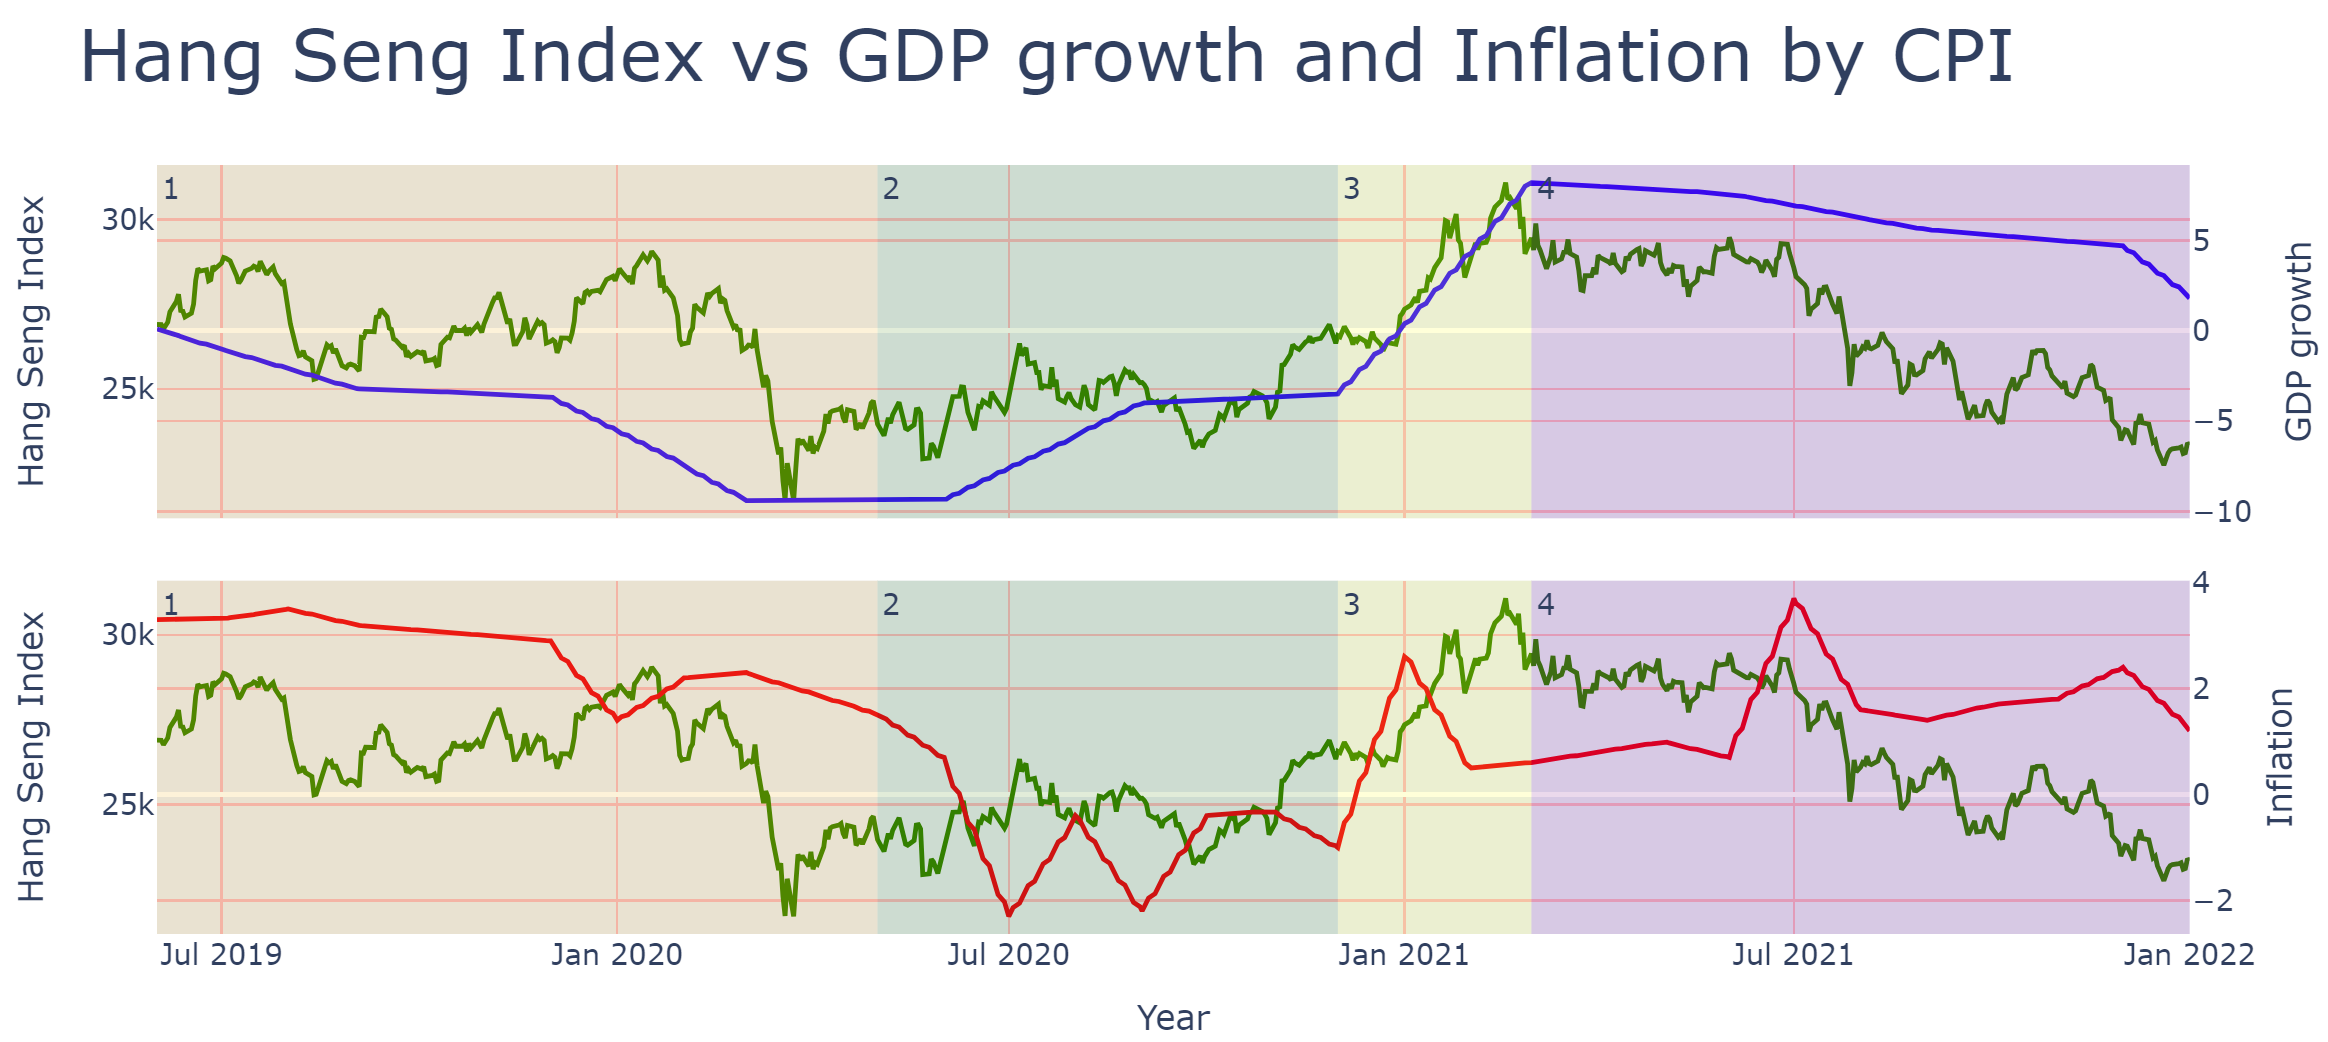 Hang Seng Index vs GDP growth and Inflation by CPI
1
2
3
4
30k
25k
Hang Seng Index
5
0
−5
−10
GDP growth
1
2
3
4
30k
25k
Hang Seng Index
4
2
0
−2
Inflation
Jul 2019
Jan 2020
Jul 2020
Jan 2021
Jul 2021
Jan 2022
Year